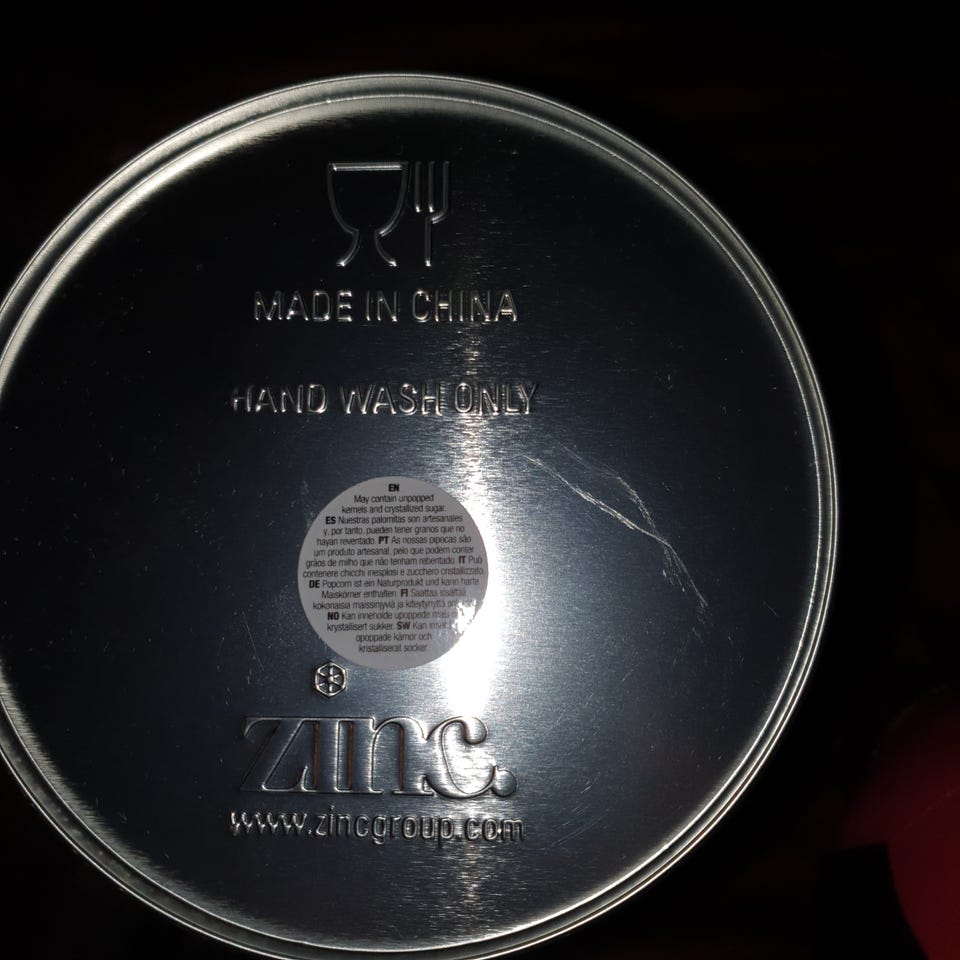 MADE IN CHINA
HAND WASH ONLY
EN
May contain unpopped
kernels and crystallized sugar.
ES Nuestras palomitas son artesanales
y, por tanto, pueden tener granos que no
hayan reventado. PT As nossas pipocas são
um produto artesanal, pelo que podem conter
grãos de milho que não tenham rebentado. IT Può
contenere chicchi inesplosi e zucchero cristallizzato.
DE Popcorn ist ein Naturprodukt und kann harte
Maiskörner enthalten. FI Saattaa sisältää
kokonaisia maissinjyviä ja kiteytynyttä
NO Kan inneholde upoppede
krystallisert sukker. SW Kan
opoppade kärnor och
kristalliserat socker
zinc.
www.zincgroup.com